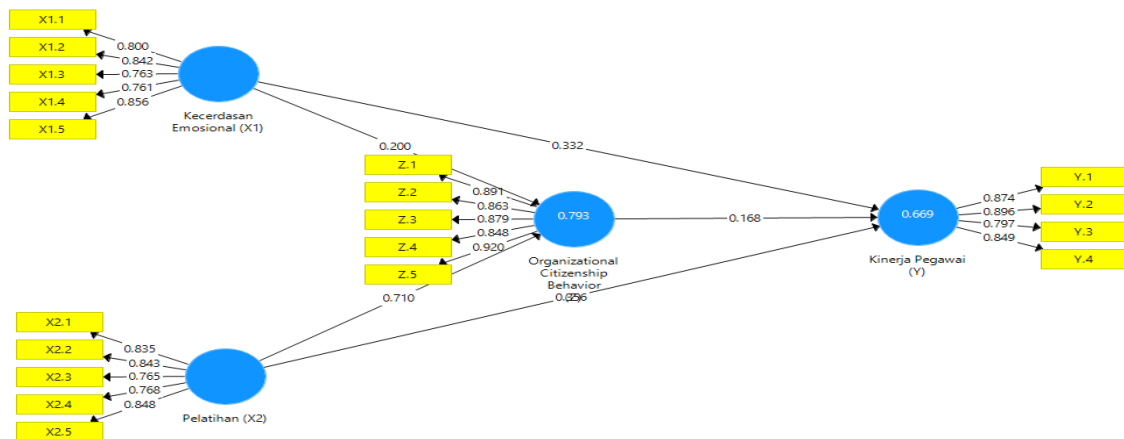 X1.1
X1.2
X1.3
X1.4
X1.5
0.800
0.842
0.763
0.761
0.856
Kecerdasan
Emosional (X1)
0.200
0.332
Z.1
Z.2
Z.3
Z.4
Z.5
0.891
0.863
0.879
0.848
0.920
0.793
Organizational
Citizenship
Behavior
0.168
0.710
Y.1
Y.2
Y.3
Y.4
0.874
0.896
0.797
0.849
0.669
Kinerja Pegawai
(Y)
X2.1
X2.2
X2.3
X2.4
X2.5
0.835
0.843
0.765
0.768
0.848
Pelatihan (X2)